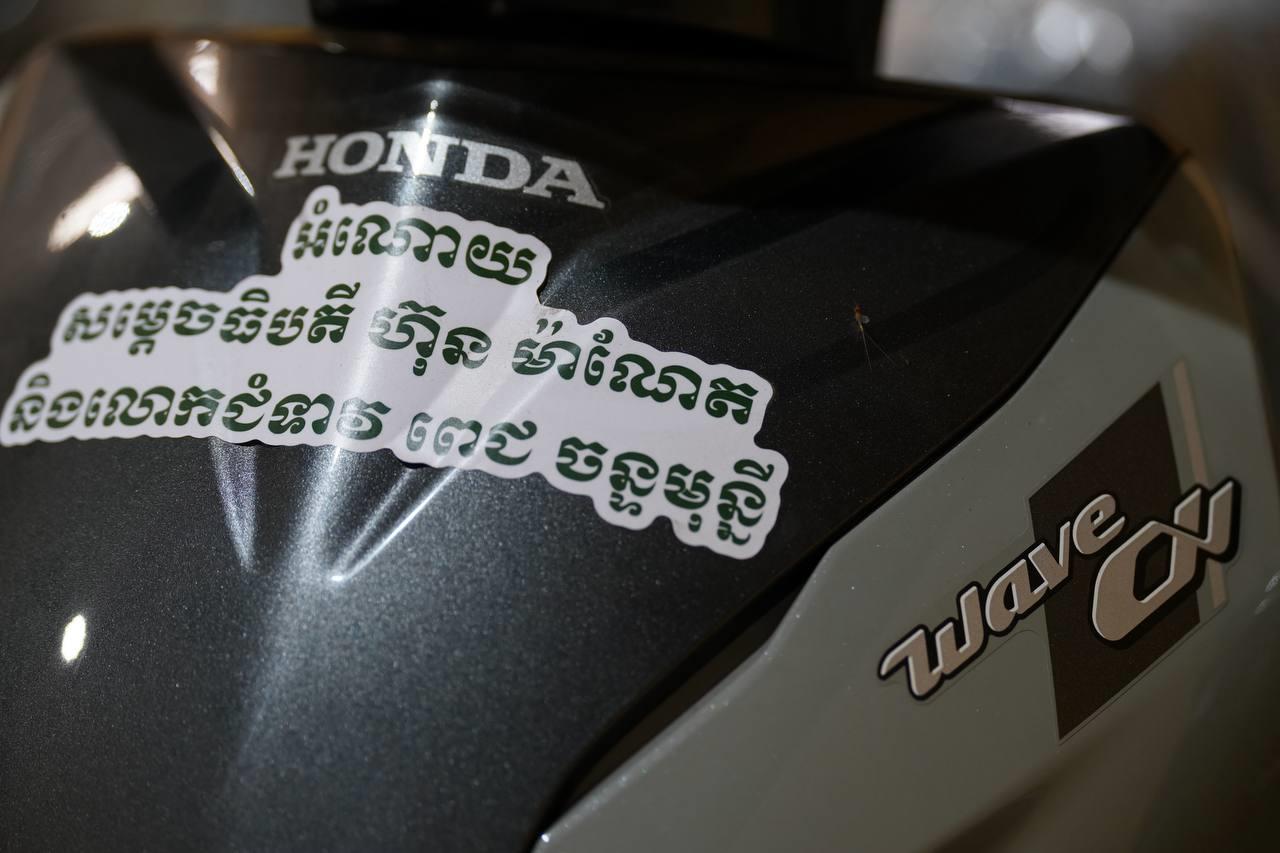 HONDA
អំណោយ
សម្តេចធិបតី ហ៊ុន ម៉ាណែត
និងលោកជំទាវ ពេជ ចន្ទមុន្នី
Wave α